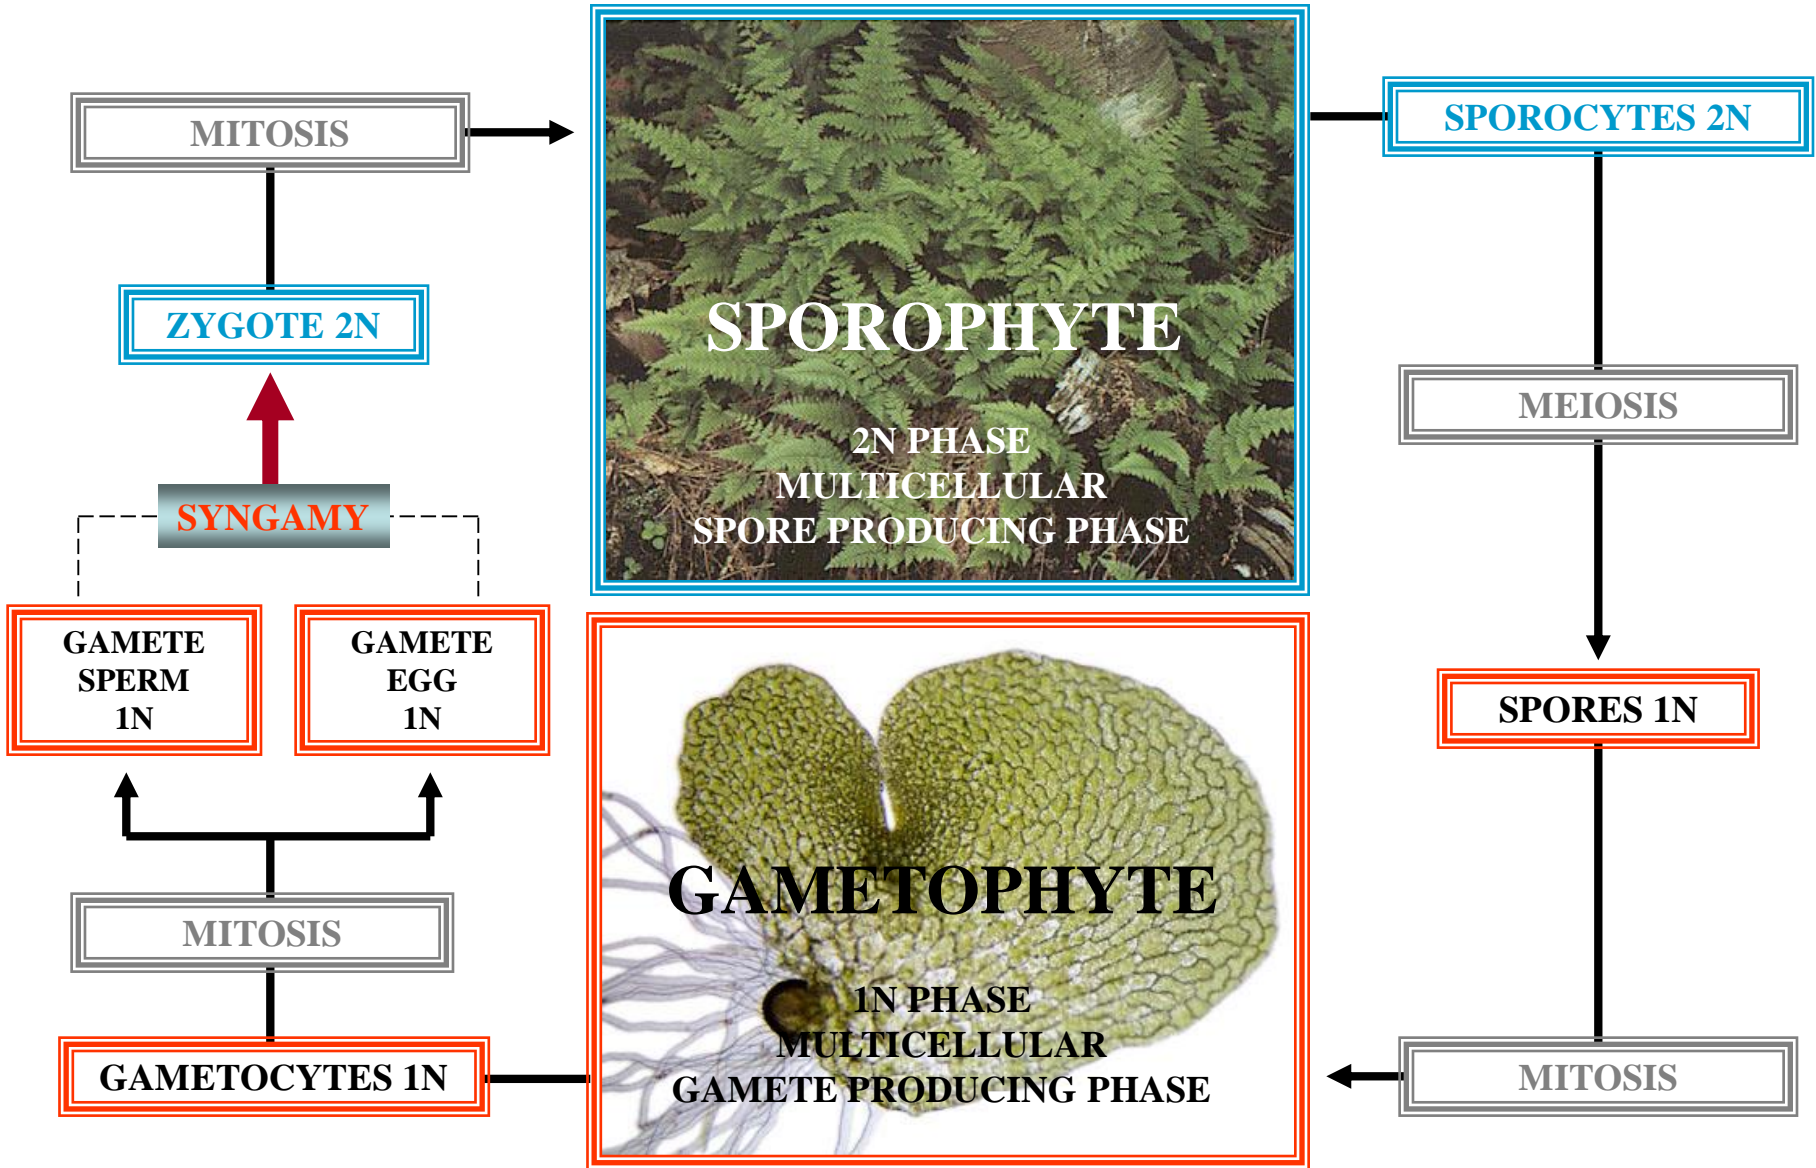 MITOSIS
ZYGOTE 2N
SYNGAMY
GAMETE
SPERM
1N
GAMETE
EGG
1N
MITOSIS
GAMETOCYTES 1N
SPOROPHYTE
2N PHASE
MULTICELLULAR
SPORE PRODUCING PHASE
GAMETOPHYTE
1N PHASE
MULTICELLULAR
GAMETE PRODUCING PHASE
SPOROCYTES 2N
MEIOSIS
SPORES 1N
MITOSIS